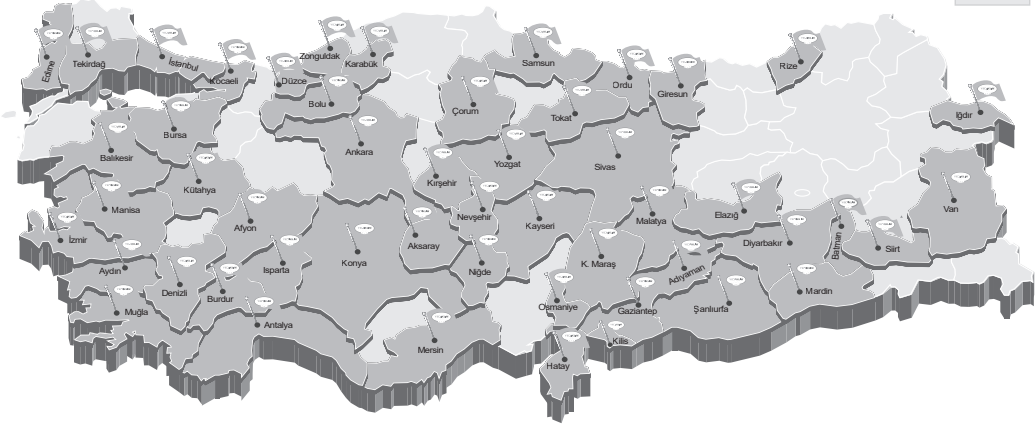 Edirne
Tekirdağ
İstanbul
Kocaeli
Düzce
Zonguldak
Karabük
Bolu
Samsun
Ordu
Giresun
Rize
Iğdır
Bursa
Balıkesir
Kütahya
Ankara
Çorum
Tokat
Kırşehir
Yozgat
Sivas
Manisa
İzmir
Afyon
Konya
Aksaray
Nevşehir
Kayseri
Malatya
Elazığ
Diyarbakır
Batman
Siirt
Van
Aydın
Denizli
Burdur
Isparta
Niğde
K. Maraş
Adıyaman
Mardin
Muğla
Antalya
Mersin
Osmaniye
Gaziantep
Şanlıurfa
Kilis
Hatay